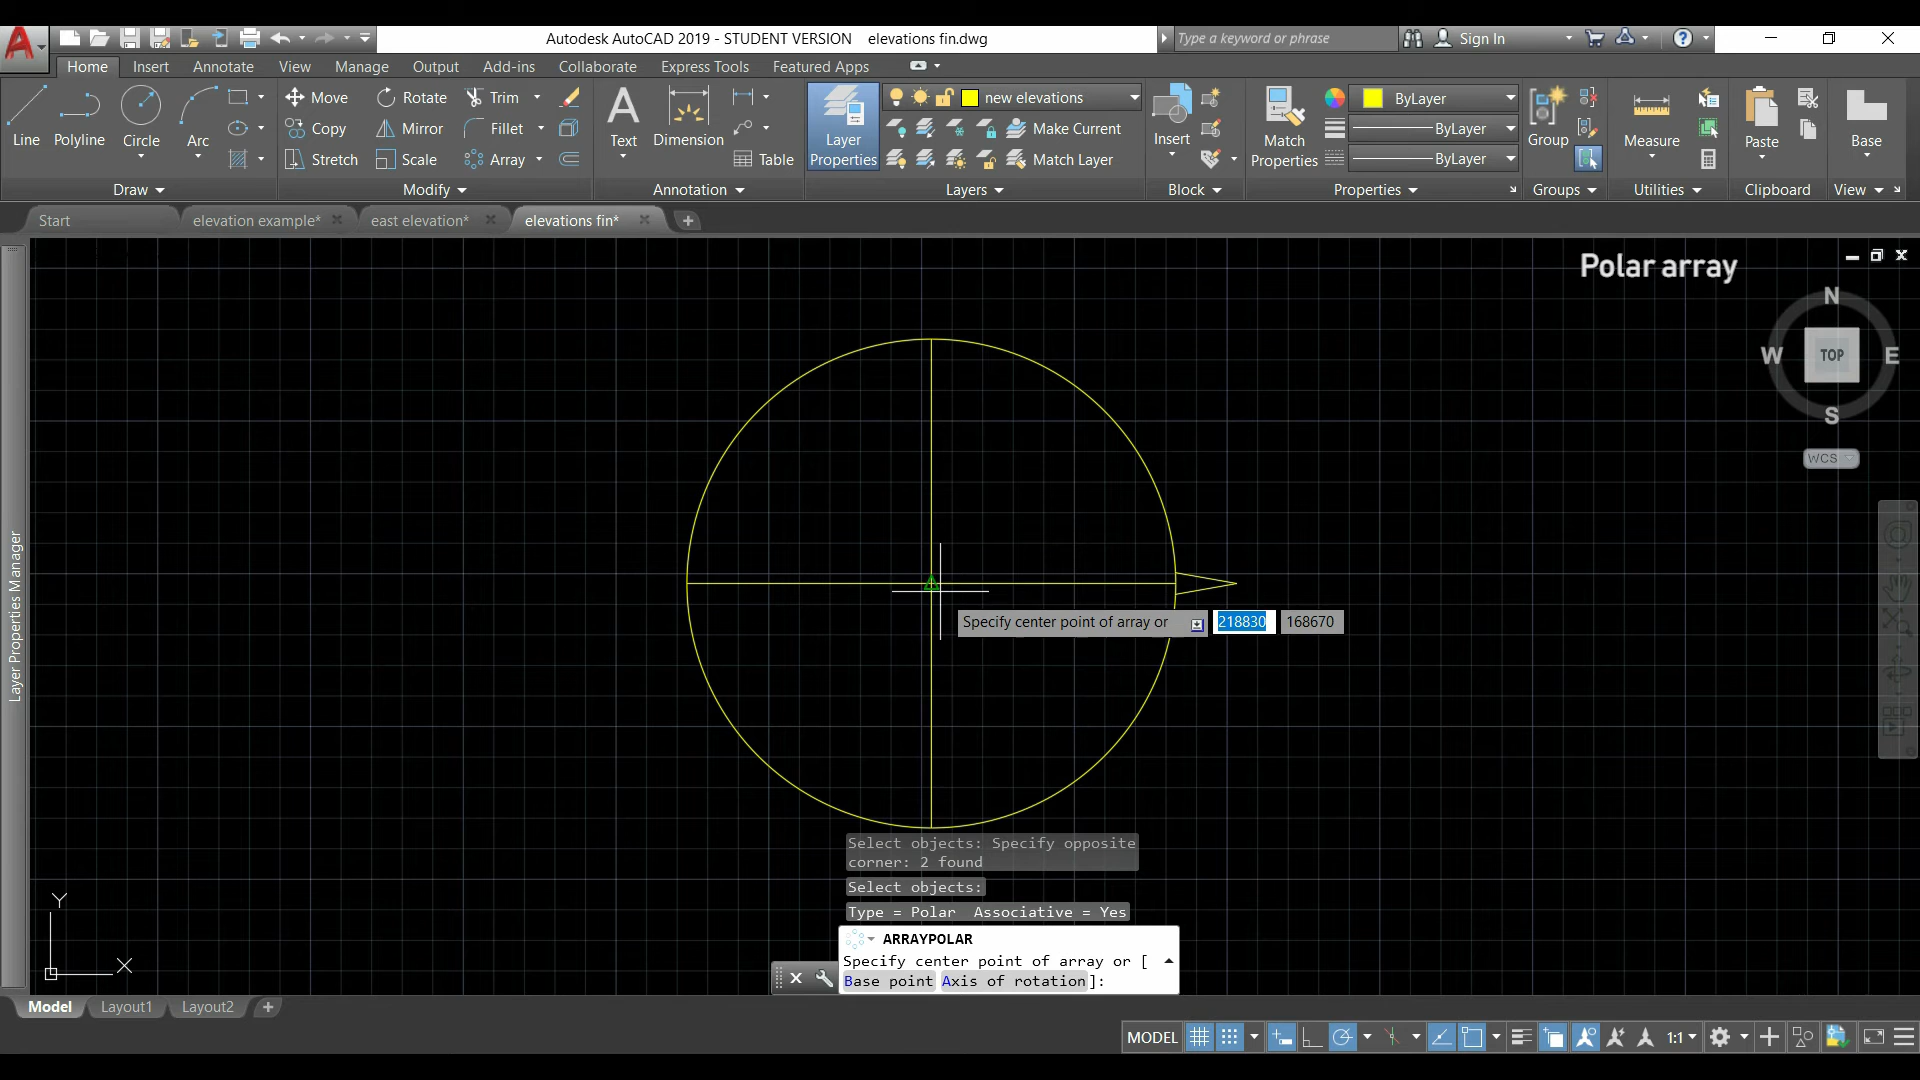 Autodesk AutoCAD 2019 - STUDENT VERSION elevations fin.dwg
Type a keyword or phrase
Sign In
Home Insert Annotate View Manage Output Add-ins Collaborate Express Tools Featured Apps
Line Polyline Circle Arc
Move Rotate Trim
Copy Mirror Fillet
Stretch Scale Array
Text Dimension
Table
Layer Properties
new elevations
Make Current
Match Layer
Insert
Match Properties
ByLayer
ByLayer
ByLayer
Group
Measure
Paste
Base
Draw Modify Annotation Layers Block Properties Groups Utilities Clipboard View
Start elevation example* east elevation* elevations fin*
Polar array
N
W TOP E
S
WCS
Layer Properties Manager
Specify center point of array or 218830 168670
Select objects: Specify opposite
corner: 2 found
Select objects:
Type = Polar Associative = Yes
ARRAYPOLAR
Specify center point of array or [
Base point Axis of rotation]:
Y
X
Model Layout1 Layout2
MODEL 1:1